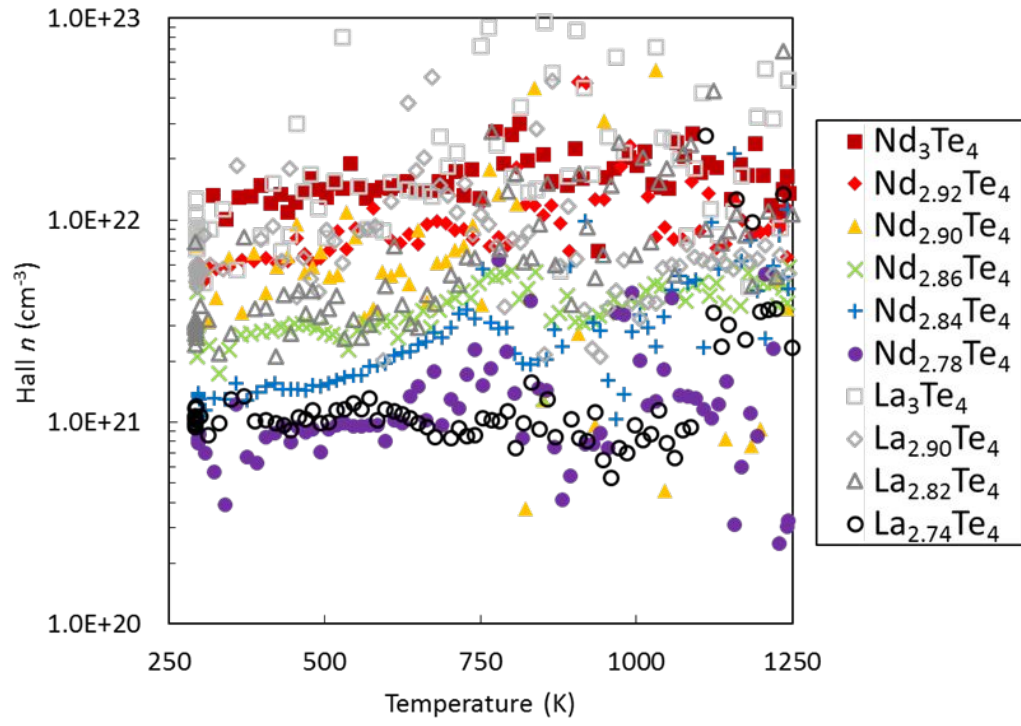 1.0E+23
1.0E+22
1.0E+21
1.0E+20
Hall n (cm⁻³)
250 500 750 1000 1250
Temperature (K)
Nd₃Te₄
Nd₂.₉₂Te₄
Nd₂.₉₀Te₄
Nd₂.₈₆Te₄
Nd₂.₈₄Te₄
Nd₂.₇₈Te₄
La₃Te₄
La₂.₉₀Te₄
La₂.₈₂Te₄
La₂.₇₄Te₄